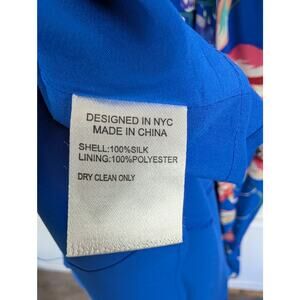 DESIGNED IN NYC
MADE IN CHINA
SHELL:100%SILK
LINING:100%POLYESTER
DRY CLEAN ONLY